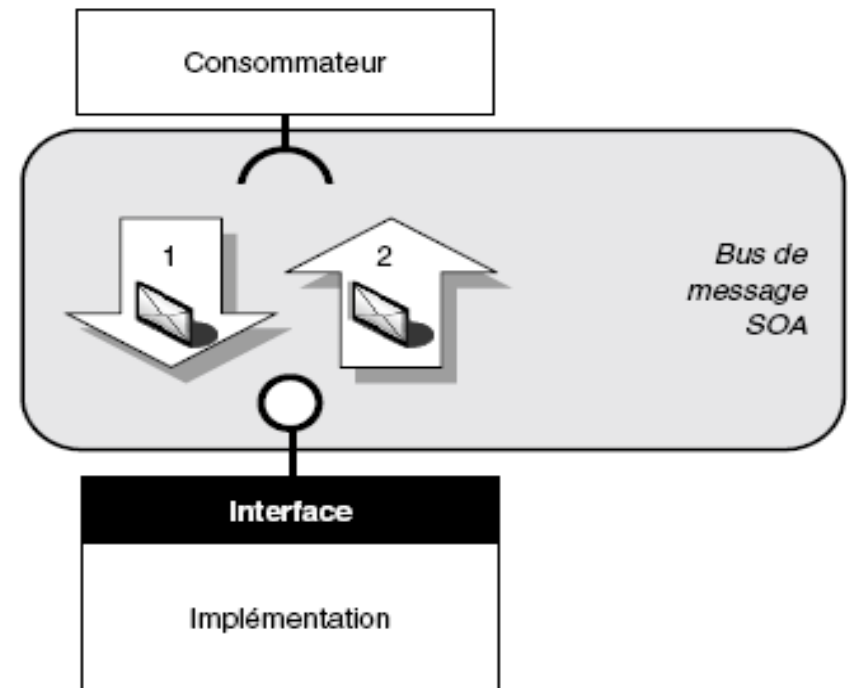 Consommateur
1
2
Bus de
message
SOA
Interface
Implémentation